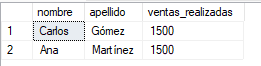 nombre apellido ventas_realizadas
1 Carlos Gómez 1500
2 Ana Martínez 1500